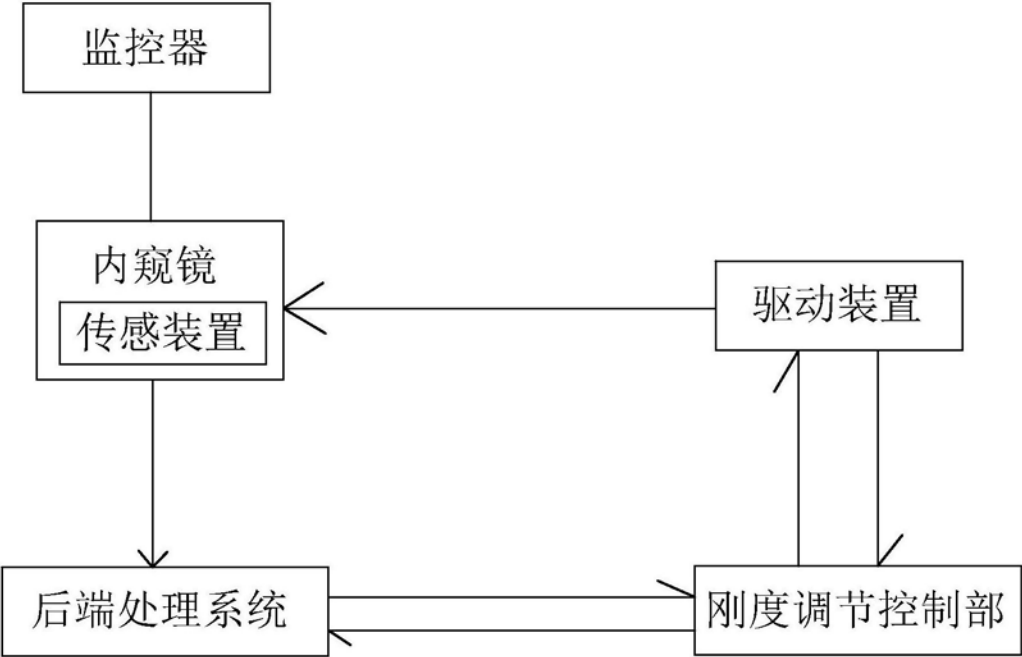 监控器
内窥镜
传感装置
驱动装置
后端处理系统
刚度调节控制部